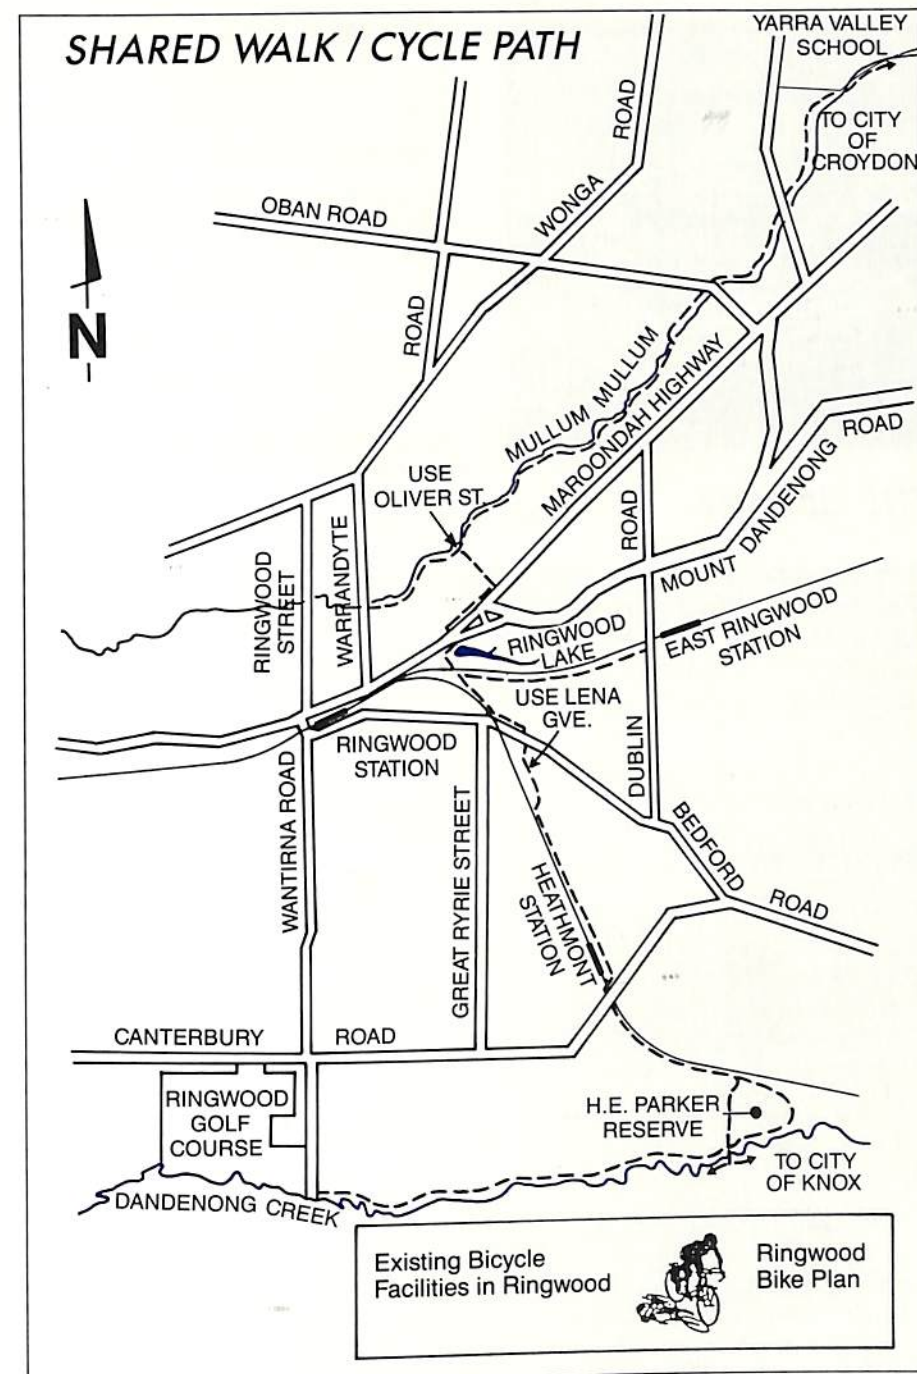 SHARED WALK / CYCLE PATH
YARRA VALLEY
SCHOOL
TO CITY
OF
CROYDON
ROAD
WONGA
OBAN ROAD
ROAD
N
MULLUM MULLUM
MAROONDAH HIGHWAY
USE
OLIVER ST.
ROAD
DANDENONG
MOUNT
ROAD
RINGWOOD
STREET
WARRANDYTE
RINGWOOD
LAKE
EAST RINGWOOD
STATION
USE LENA
GVE.
RINGWOOD
STATION
DUBLIN
WANTIRNA ROAD
GREAT RYRIE STREET
HEATHMONT
STATION
BEDFORD
ROAD
CANTERBURY
ROAD
RINGWOOD
GOLF
COURSE
H.E. PARKER
RESERVE
TO CITY
OF KNOX
DANDENONG CREEK
Existing Bicycle
Facilities in Ringwood
Ringwood
Bike Plan